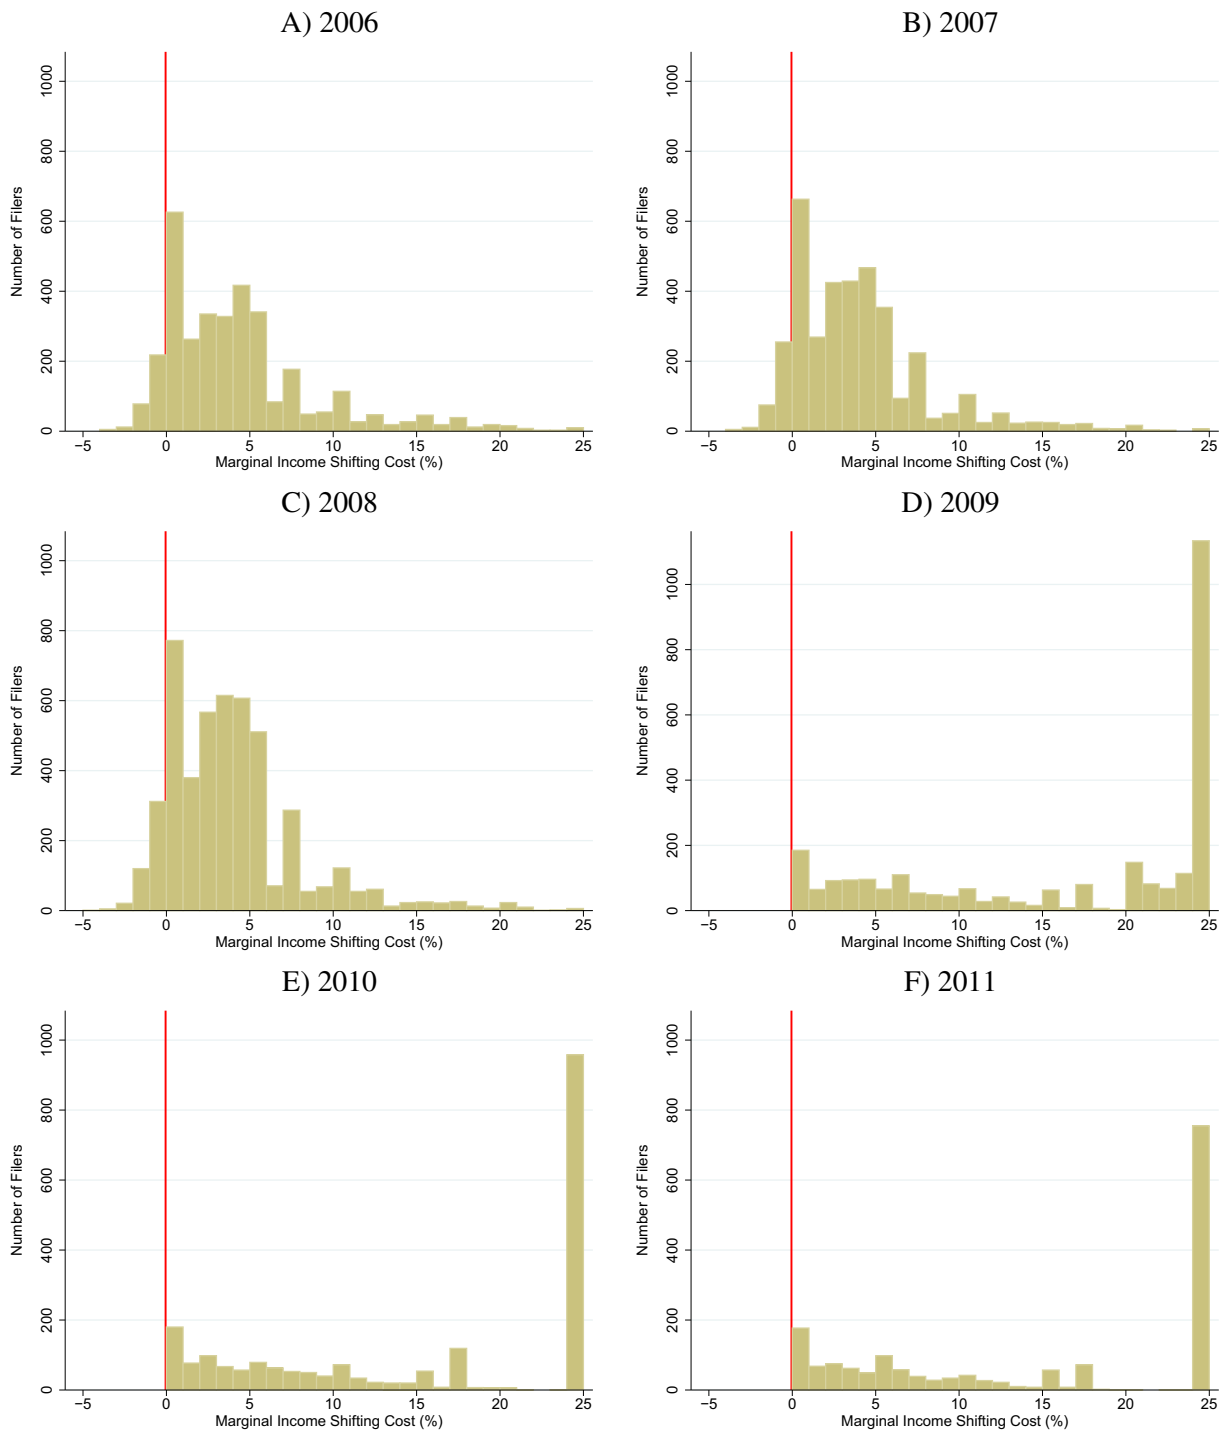 A) 2006
Number of Filers
0 200 400 600 800 1000
−5 0 5 10 15 20 25
Marginal Income Shifting Cost (%)
B) 2007
Number of Filers
0 200 400 600 800 1000
−5 0 5 10 15 20 25
Marginal Income Shifting Cost (%)
C) 2008
Number of Filers
0 200 400 600 800 1000
−5 0 5 10 15 20 25
Marginal Income Shifting Cost (%)
D) 2009
Number of Filers
0 200 400 600 800 1000
−5 0 5 10 15 20 25
Marginal Income Shifting Cost (%)
E) 2010
Number of Filers
0 200 400 600 800 1000
−5 0 5 10 15 20 25
Marginal Income Shifting Cost (%)
F) 2011
Number of Filers
0 200 400 600 800 1000
−5 0 5 10 15 20 25
Marginal Income Shifting Cost (%)